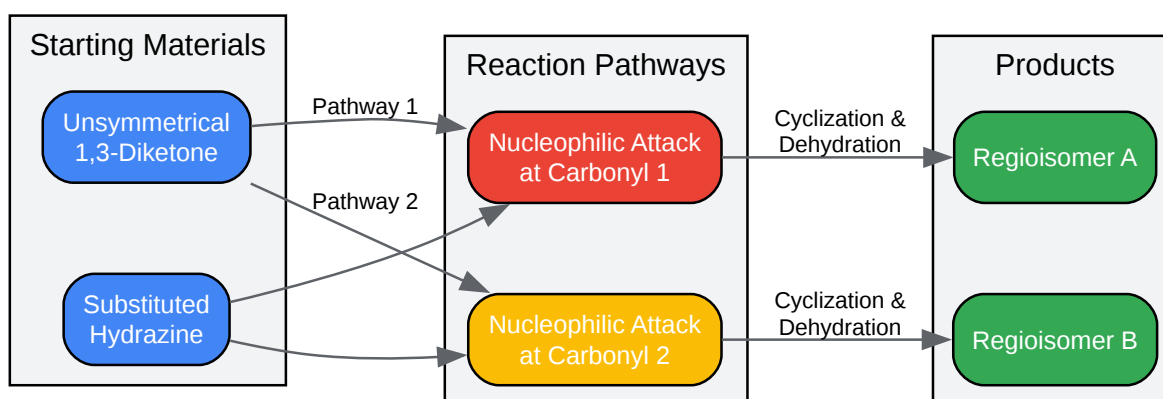 Starting Materials
Unsymmetrical
1,3-Diketone
Substituted
Hydrazine
Pathway 1
Pathway 2
Reaction Pathways
Nucleophilic Attack
at Carbonyl 1
Nucleophilic Attack
at Carbonyl 2
Cyclization &
Dehydration
Cyclization &
Dehydration
Products
Regioisomer A
Regioisomer B